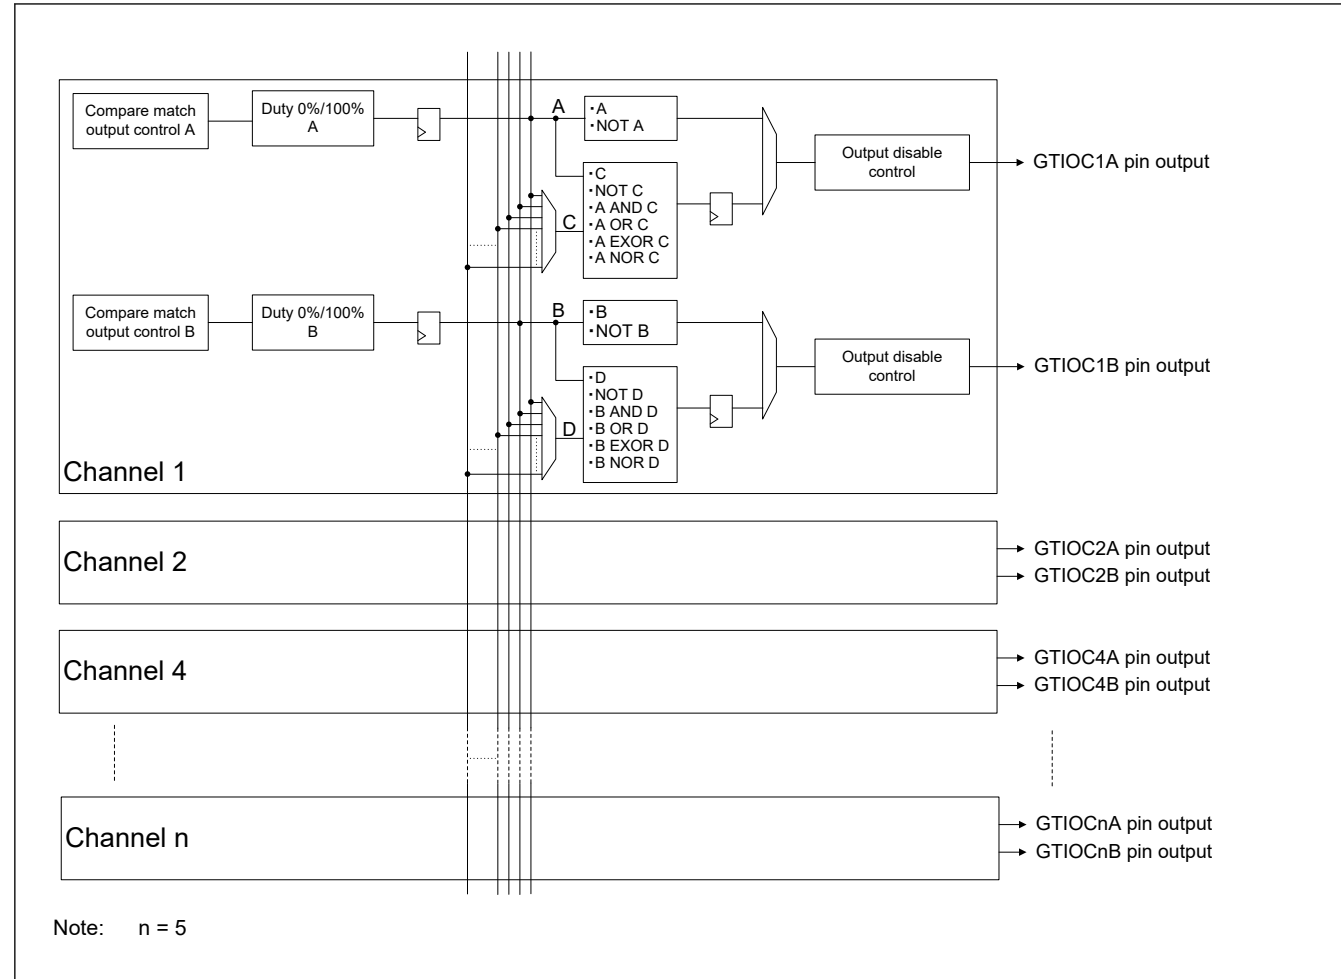 Compare match
output control A
Duty 0%/100%
A
A
・A
・NOT A
Output disable
control
GTIOC1A pin output
C
・C
・NOT C
・A AND C
・A OR C
・A EXOR C
・A NOR C
Compare match
output control B
Duty 0%/100%
B
B
・B
・NOT B
Output disable
control
GTIOC1B pin output
D
・D
・NOT D
・B AND D
・B OR D
・B EXOR D
・B NOR D
Channel 1
Channel 2
GTIOC2A pin output
GTIOC2B pin output
Channel 4
GTIOC4A pin output
GTIOC4B pin output
Channel n
GTIOCnA pin output
GTIOCnB pin output
Note: n = 5